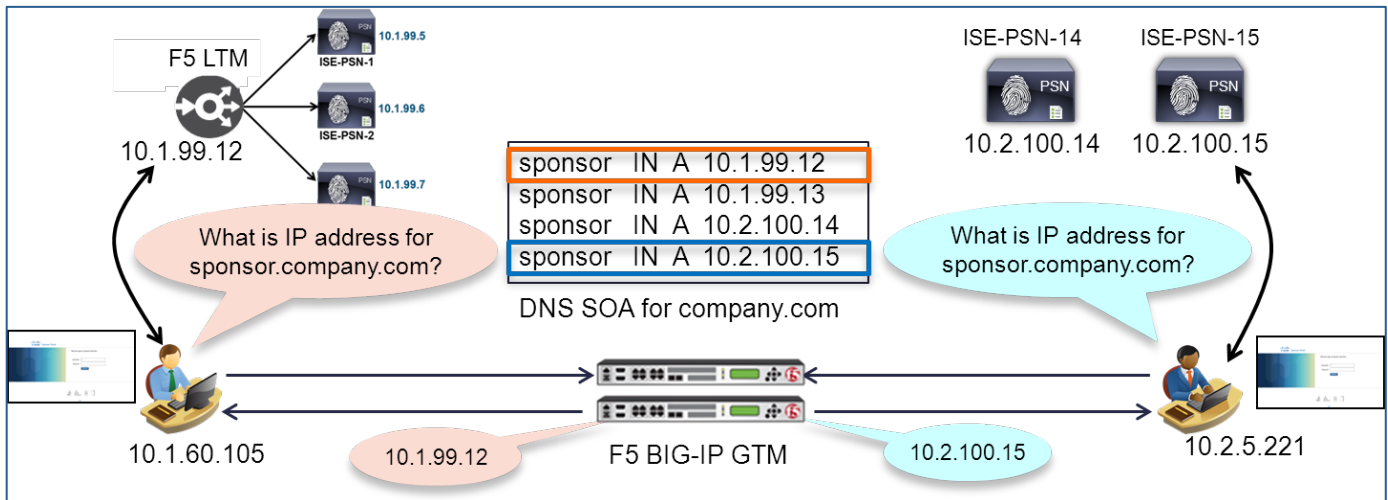 F5 LTM
10.1.99.12
PSN
10.1.99.5
ISE-PSN-1
PSN
10.1.99.6
ISE-PSN-2
PSN
10.1.99.7
ISE-PSN-14
PSN
10.2.100.14
ISE-PSN-15
PSN
10.2.100.15
sponsor IN A 10.1.99.12
sponsor IN A 10.1.99.13
sponsor IN A 10.2.100.14
sponsor IN A 10.2.100.15
DNS SOA for company.com
What is IP address for
sponsor.company.com?
What is IP address for
sponsor.company.com?
10.1.60.105
10.1.99.12
F5 BIG-IP GTM
10.2.100.15
10.2.5.221